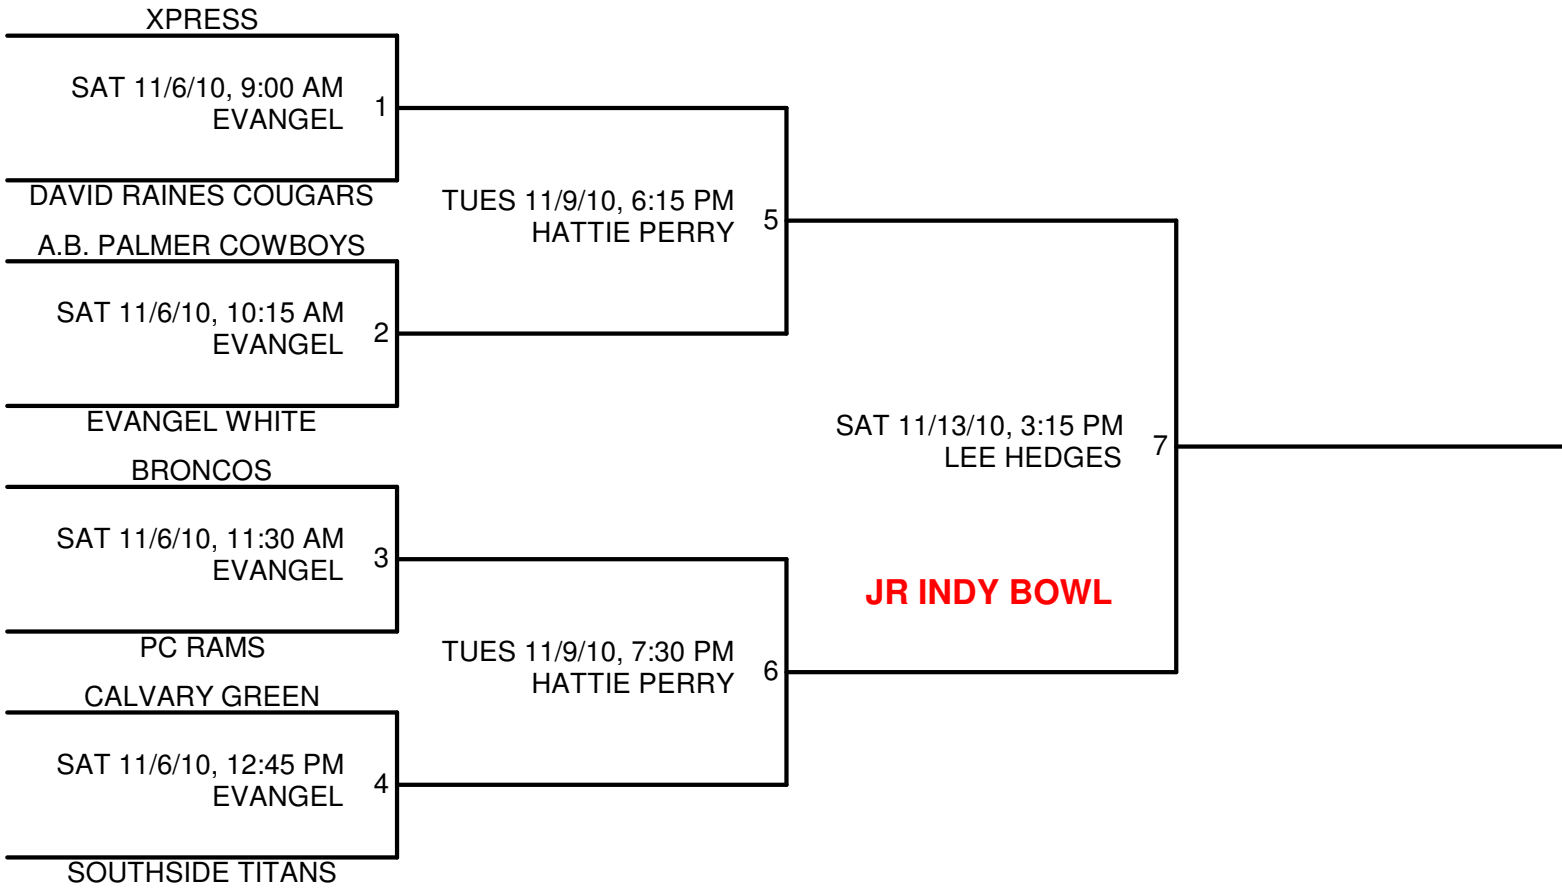 XPRESS
SAT 11/6/10, 9:00 AM
EVANGEL
1
DAVID RAINES COUGARS
A.B. PALMER COWBOYS
SAT 11/6/10, 10:15 AM
EVANGEL
2
EVANGEL WHITE
BRONCOS
SAT 11/6/10, 11:30 AM
EVANGEL
3
PC RAMS
CALVARY GREEN
SAT 11/6/10, 12:45 PM
EVANGEL
4
SOUTHSIDE TITANS
TUES 11/9/10, 6:15 PM
HATTIE PERRY
5
TUES 11/9/10, 7:30 PM
HATTIE PERRY
6
SAT 11/13/10, 3:15 PM
LEE HEDGES
7
JR INDY BOWL